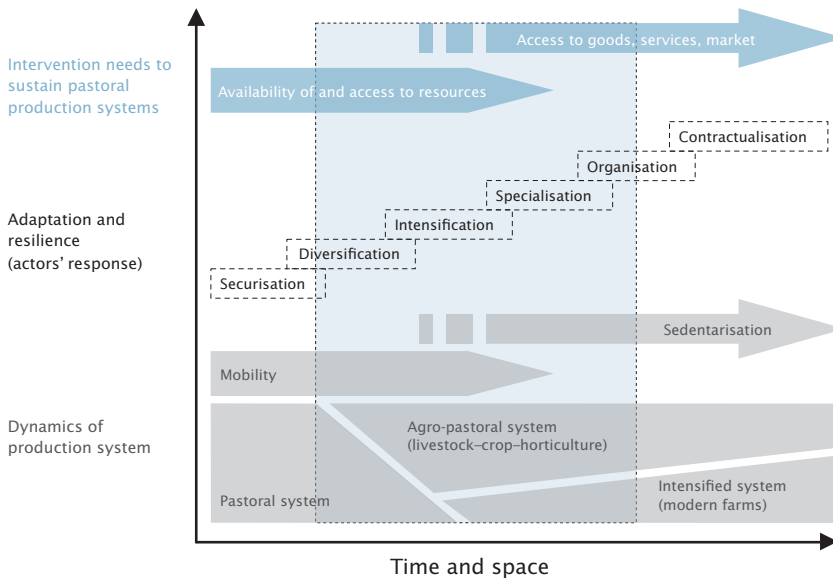 Intervention needs to
sustain pastoral
production systems
Access to goods, services, market
Availability of and access to resources
Contractualisation
Organisation
Specialisation
Intensification
Diversification
Securisation
Adaptation and
resilience
(actors’ response)
Sedentarisation
Mobility
Dynamics of
production system
Agro-pastoral system
(livestock–crop–horticulture)
Pastoral system
Intensified system
(modern farms)
Time and space